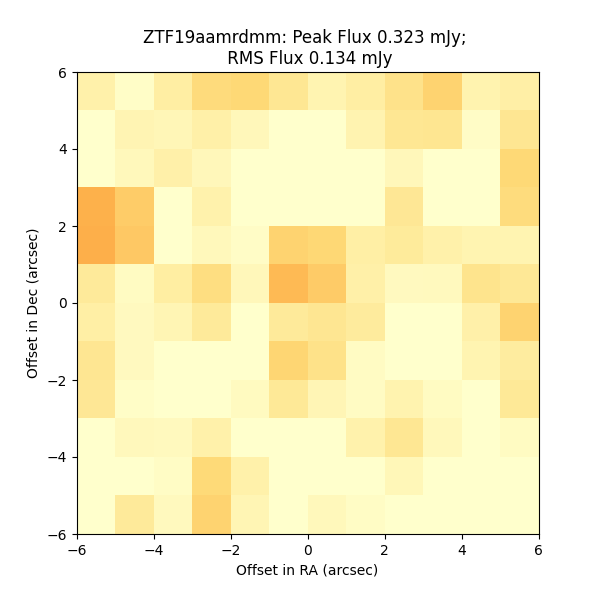 ZTF19aamrdmm: Peak Flux 0.323 mJy;
RMS Flux 0.134 mJy
6
4
2
0
−2
−4
−6
Offset in Dec (arcsec)
−6 −4 −2 0 2 4 6
Offset in RA (arcsec)